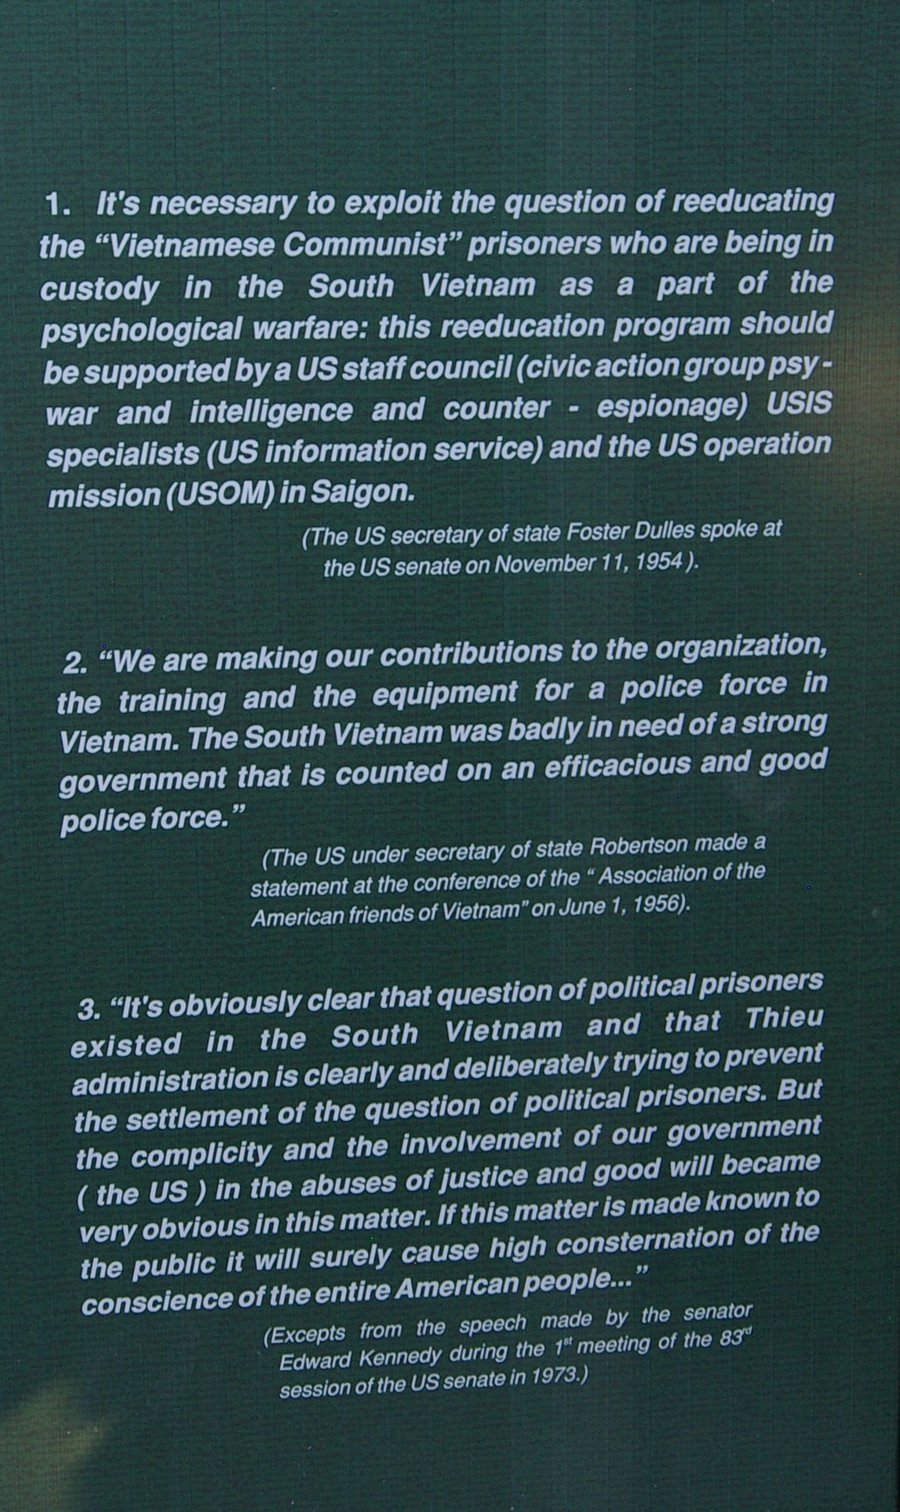 1. It's necessary to exploit the question of reeducating
the “Vietnamese Communist” prisoners who are being in
custody in the South Vietnam as a part of the
psychological warfare: this reeducation program should
be supported by a US staff council (civic action group psy -
war and intelligence and counter - espionage) USIS
specialists (US information service) and the US operation
mission (USOM) in Saigon.
(The US secretary of state Foster Dulles spoke at
the US senate on November 11, 1954 ).
2. “We are making our contributions to the organization,
the training and the equipment for a police force in
Vietnam. The South Vietnam was badly in need of a strong
government that is counted on an efficacious and good
police force.”
(The US under secretary of state Robertson made a
statement at the conference of the “ Association of the
American friends of Vietnam” on June 1, 1956).
3. “It's obviously clear that question of political prisoners
existed in the South Vietnam and that Thieu
administration is clearly and deliberately trying to prevent
the settlement of the question of political prisoners. But
the complicity and the involvement of our government
( the US ) in the abuses of justice and good will became
very obvious in this matter. If this matter is made known to
the public it will surely cause high consternation of the
conscience of the entire American people...”
(Excepts from the speech made by the senator
Edward Kennedy during the 1st meeting of the 83rd
session of the US senate in 1973.)